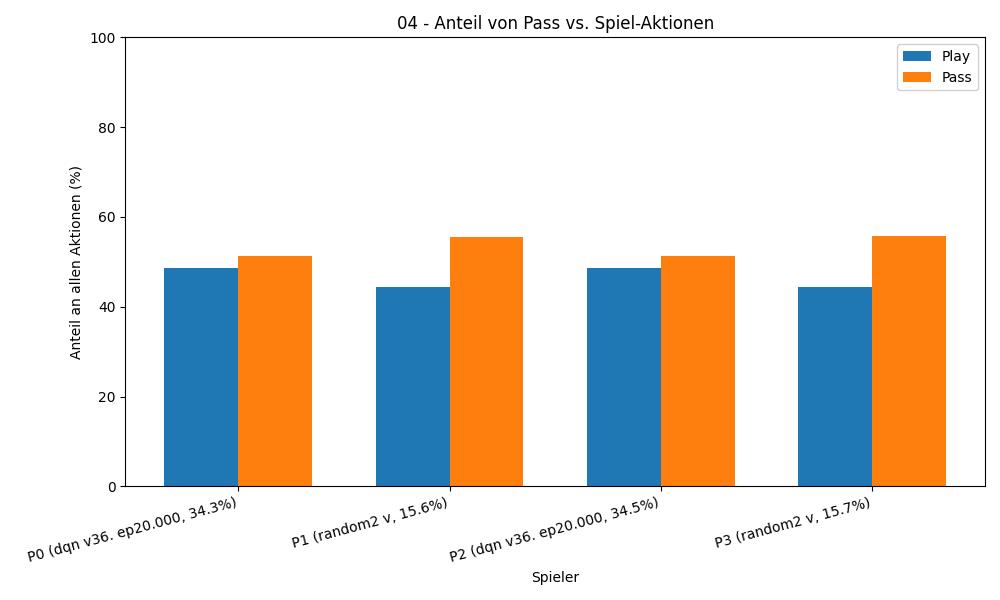 04 - Anteil von Pass vs. Spiel-Aktionen
Play
Pass
Anteil an allen Aktionen (%)
100
80
60
40
20
0
P0 (dqn v36. ep20.000, 34.3%)
P1 (random2 v, 15.6%)
P2 (dqn v36. ep20.000, 34.5%)
P3 (random2 v, 15.7%)
Spieler